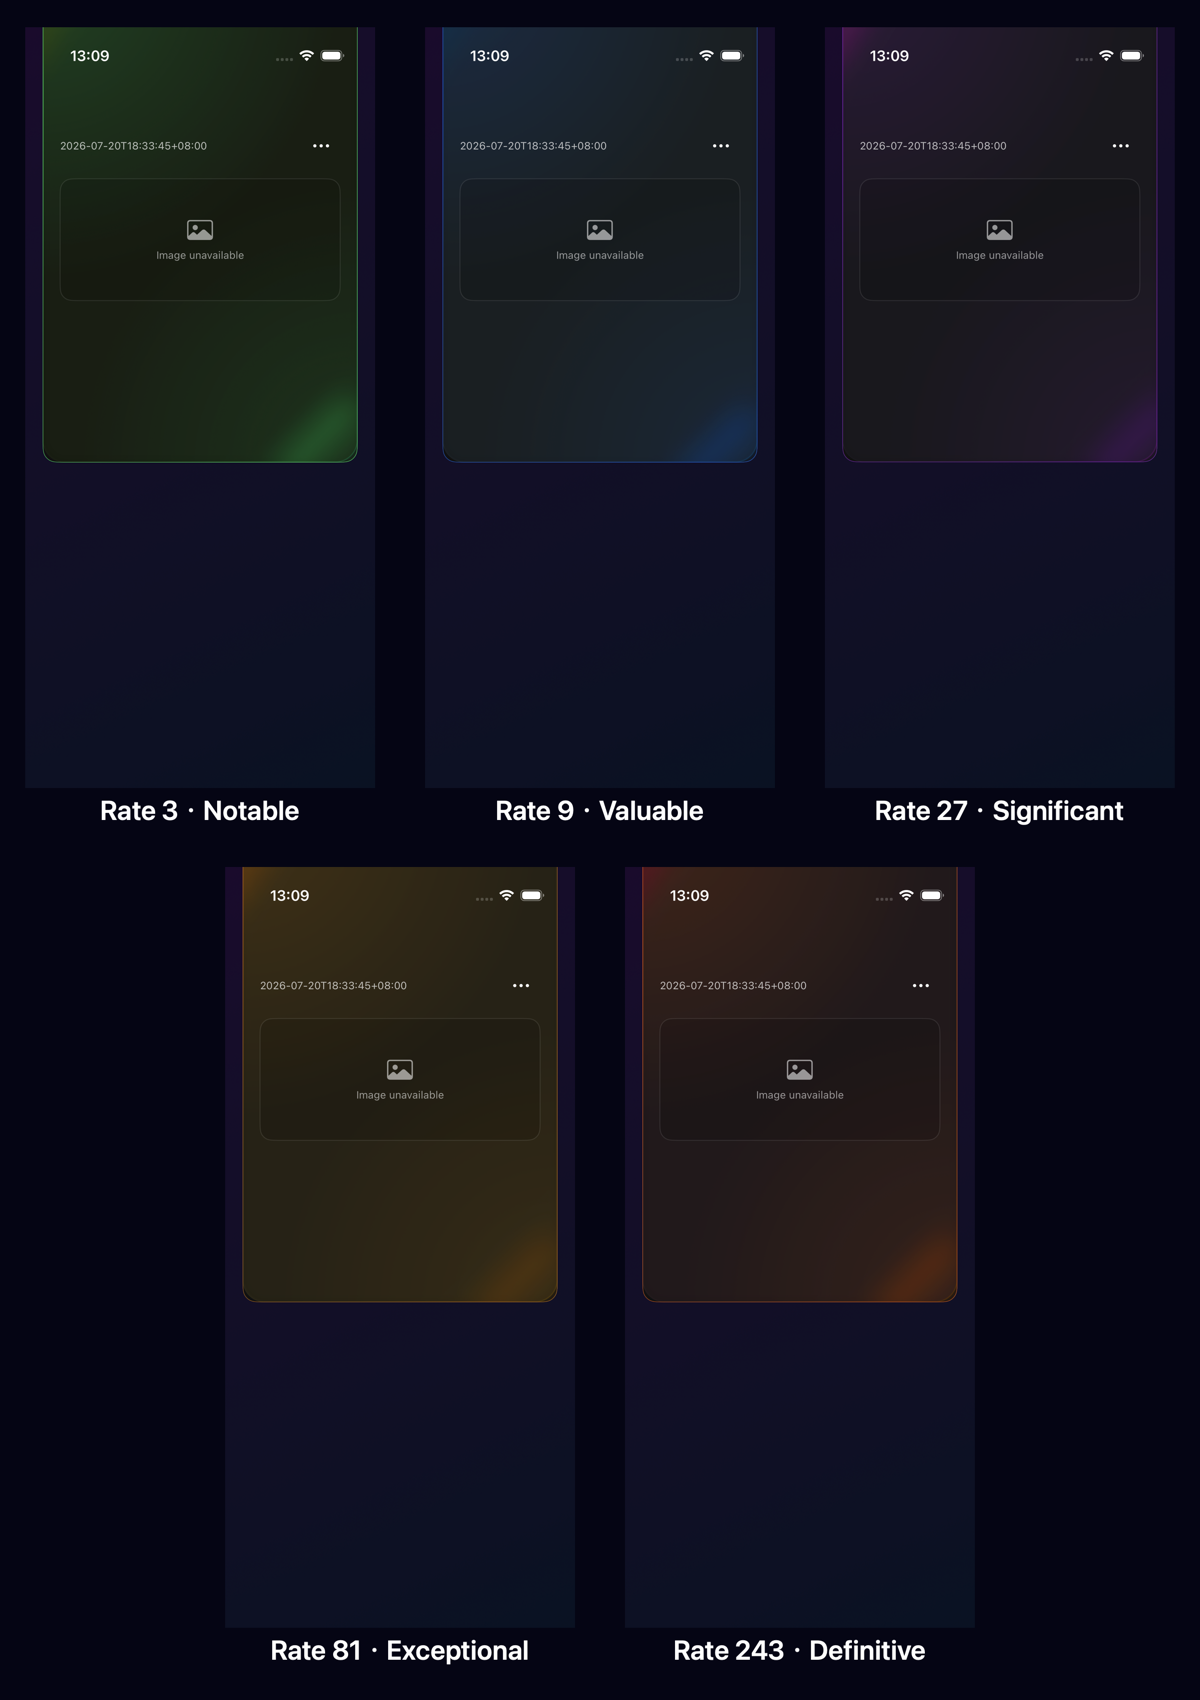 13:09
2026-07-20T18:33:45+08:00
Image unavailable
Rate 3 · Notable
13:09
2026-07-20T18:33:45+08:00
Image unavailable
Rate 9 · Valuable
13:09
2026-07-20T18:33:45+08:00
Image unavailable
Rate 27 · Significant
13:09
2026-07-20T18:33:45+08:00
Image unavailable
Rate 81 · Exceptional
13:09
2026-07-20T18:33:45+08:00
Image unavailable
Rate 243 · Definitive